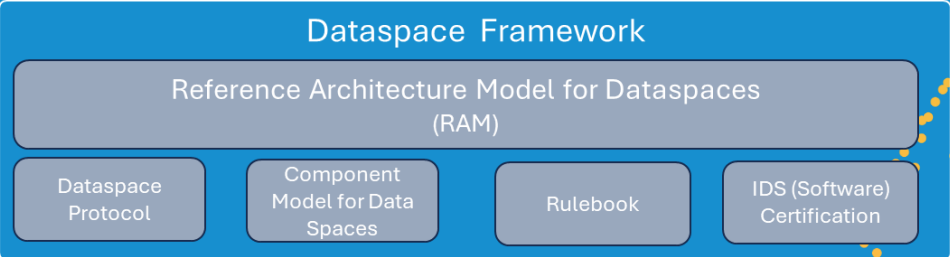 Dataspace Framework
Reference Architecture Model for Dataspaces
(RAM)
Dataspace
Protocol
Component
Model for Data
Spaces
Rulebook
IDS (Software)
Certification